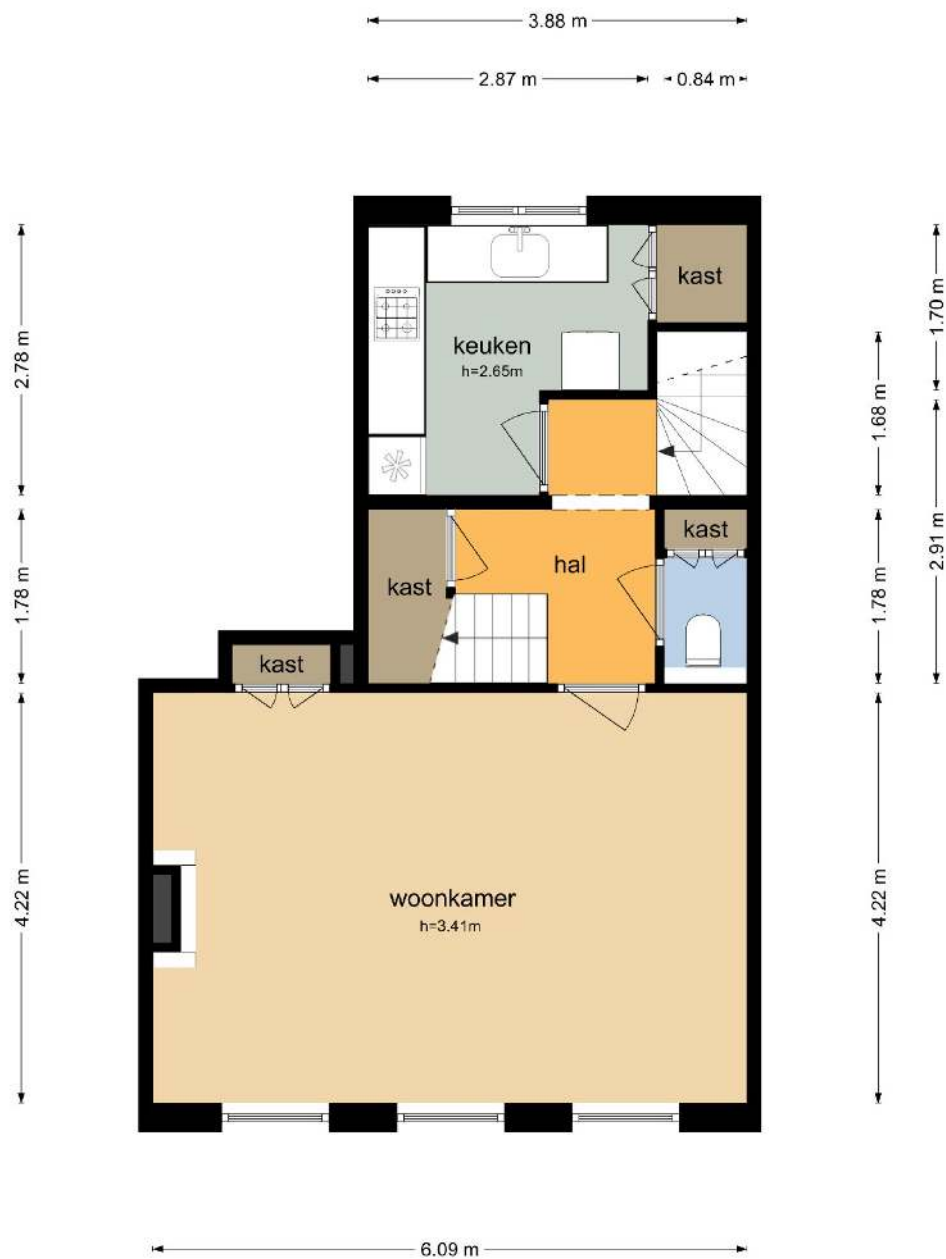 3.88 m
2.87 m
0.84 m
kast
keuken
h=2.65m
2.78 m
1.70 m
1.68 m
2.91 m
kast
hal
kast
1.78 m
1.78 m
kast
woonkamer
h=3.41m
4.22 m
4.22 m
6.09 m